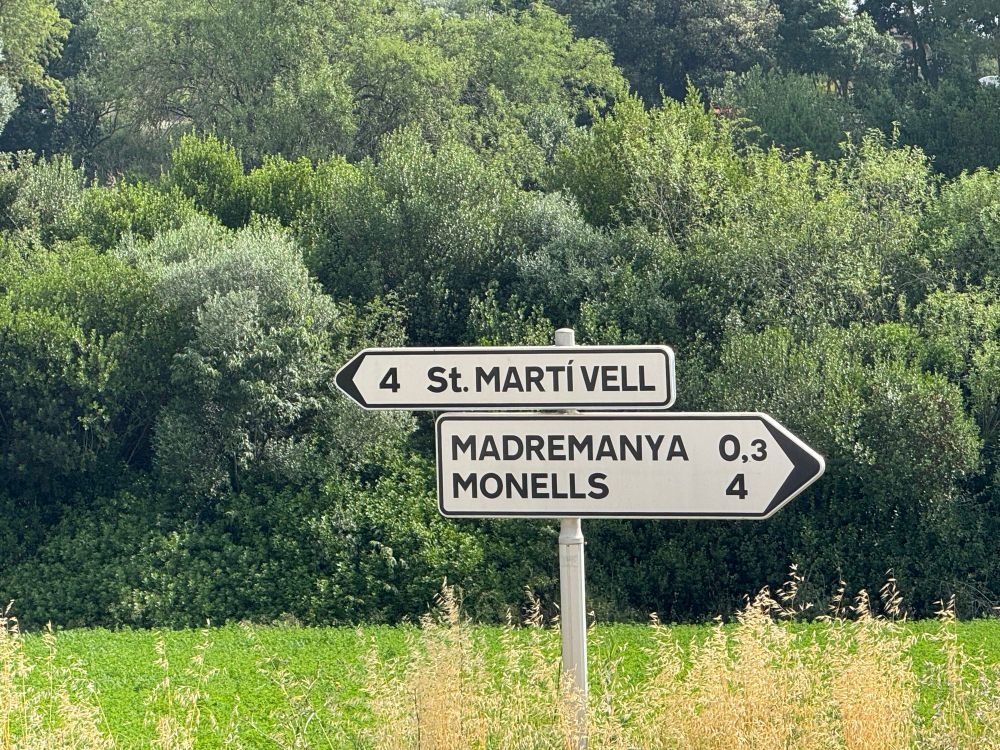 4 St. MARTÍ VELL
MADREMANYA 0,3
MONELLS 4